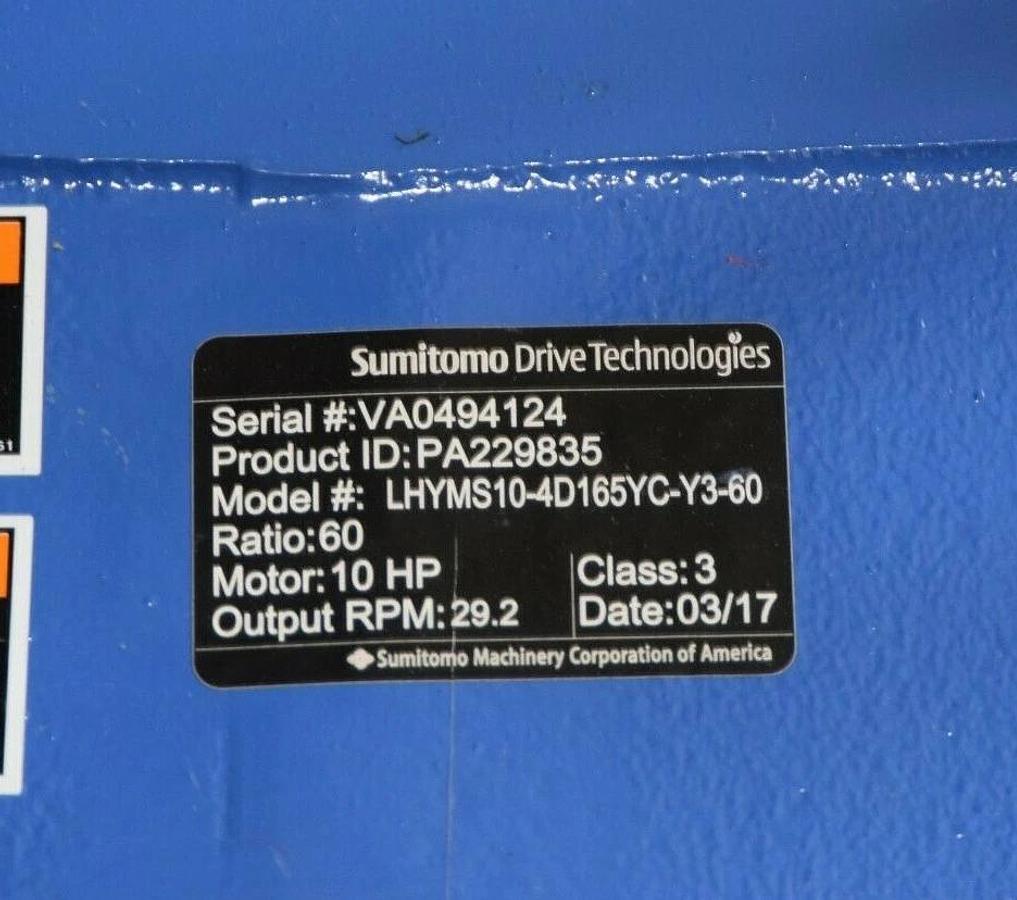 Sumitomo Drive Technologies
Serial #:VA0494124
Product ID:PA229835
Model #: LHYMS10-4D165YC-Y3-60
Ratio:60
Motor:10 HP
Class:3
Output RPM:29.2
Date:03/17
Sumitomo Machinery Corporation of America